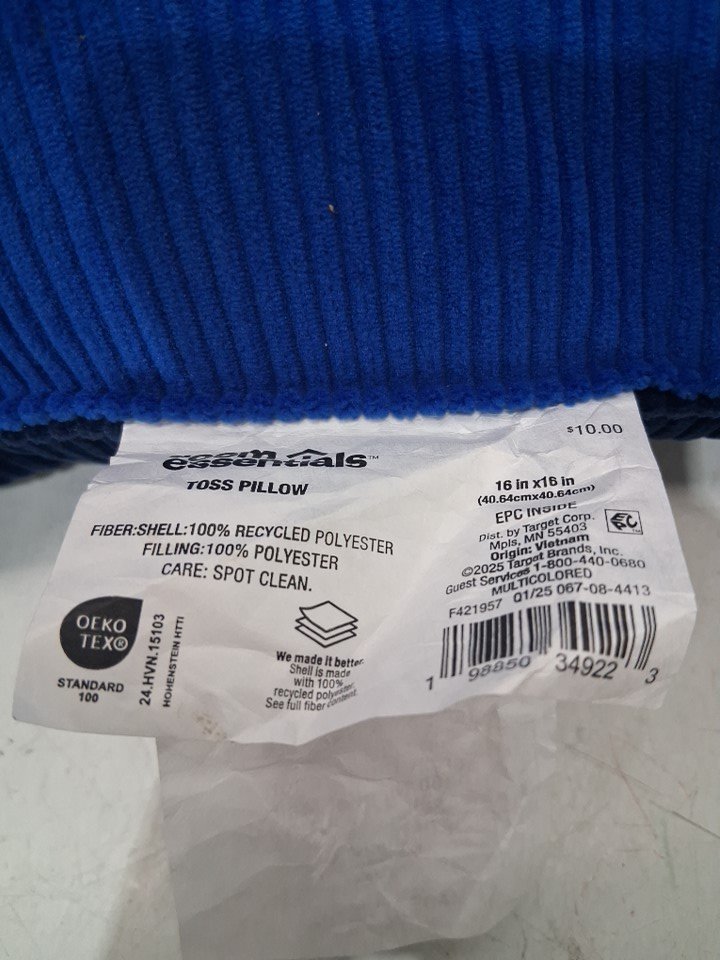 room essentials™
TOSS PILLOW
FIBER:SHELL:100% RECYCLED POLYESTER
FILLING:100% POLYESTER
CARE: SPOT CLEAN.
OEKO
TEX®
STANDARD
100
24.HVN.15103
HOHENSTEIN HTTI
We made it better.
Shell is made
with 100%
recycled polyester.
See full fiber content.
$10.00
16 in x16 in
(40.64cmx40.64cm)
EPC INSIDE
EPC
Dist. by Target Corp.
Mpls, MN 55403
Origin: Vietnam
©2025 Target Brands, Inc.
Guest Services 1-800-440-0680
MULTICOLORED
F421957 01/25 067-08-4413
1 98850 34922 3